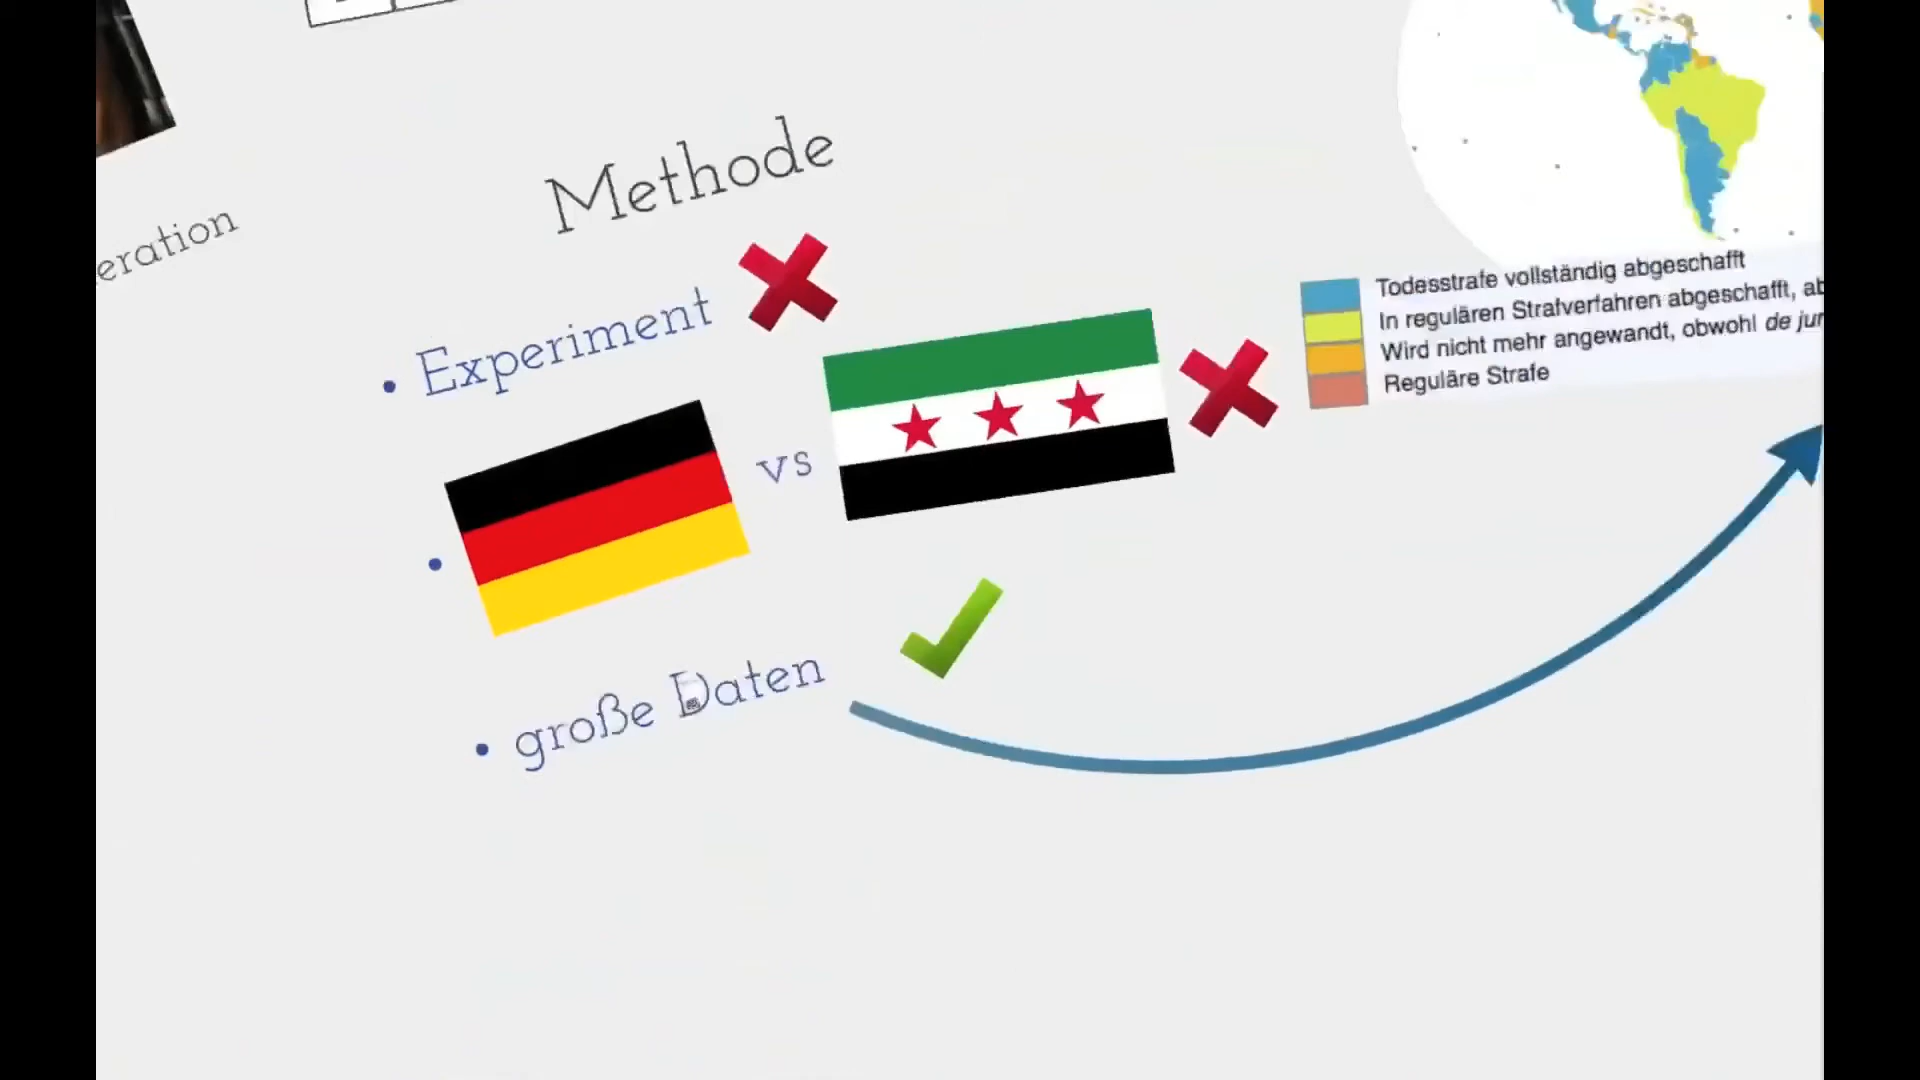 Methode
eration
Experiment
vs
große Daten
Todesstrafe vollständig abgeschafft
In regulären Strafverfahren abgeschafft, ab
Wird nicht mehr angewandt, obwohl de jur
Reguläre Strafe